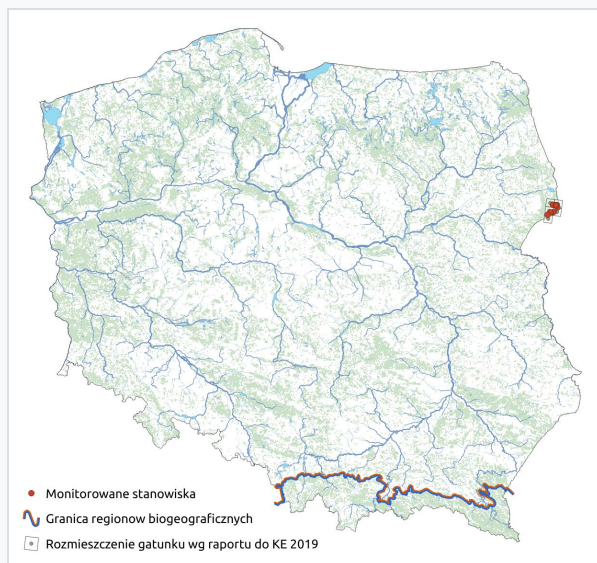 Monitorowane stanowiska
Granica regionow biogeograficznych
Rozmieszczenie gatunku wg raportu do KE 2019